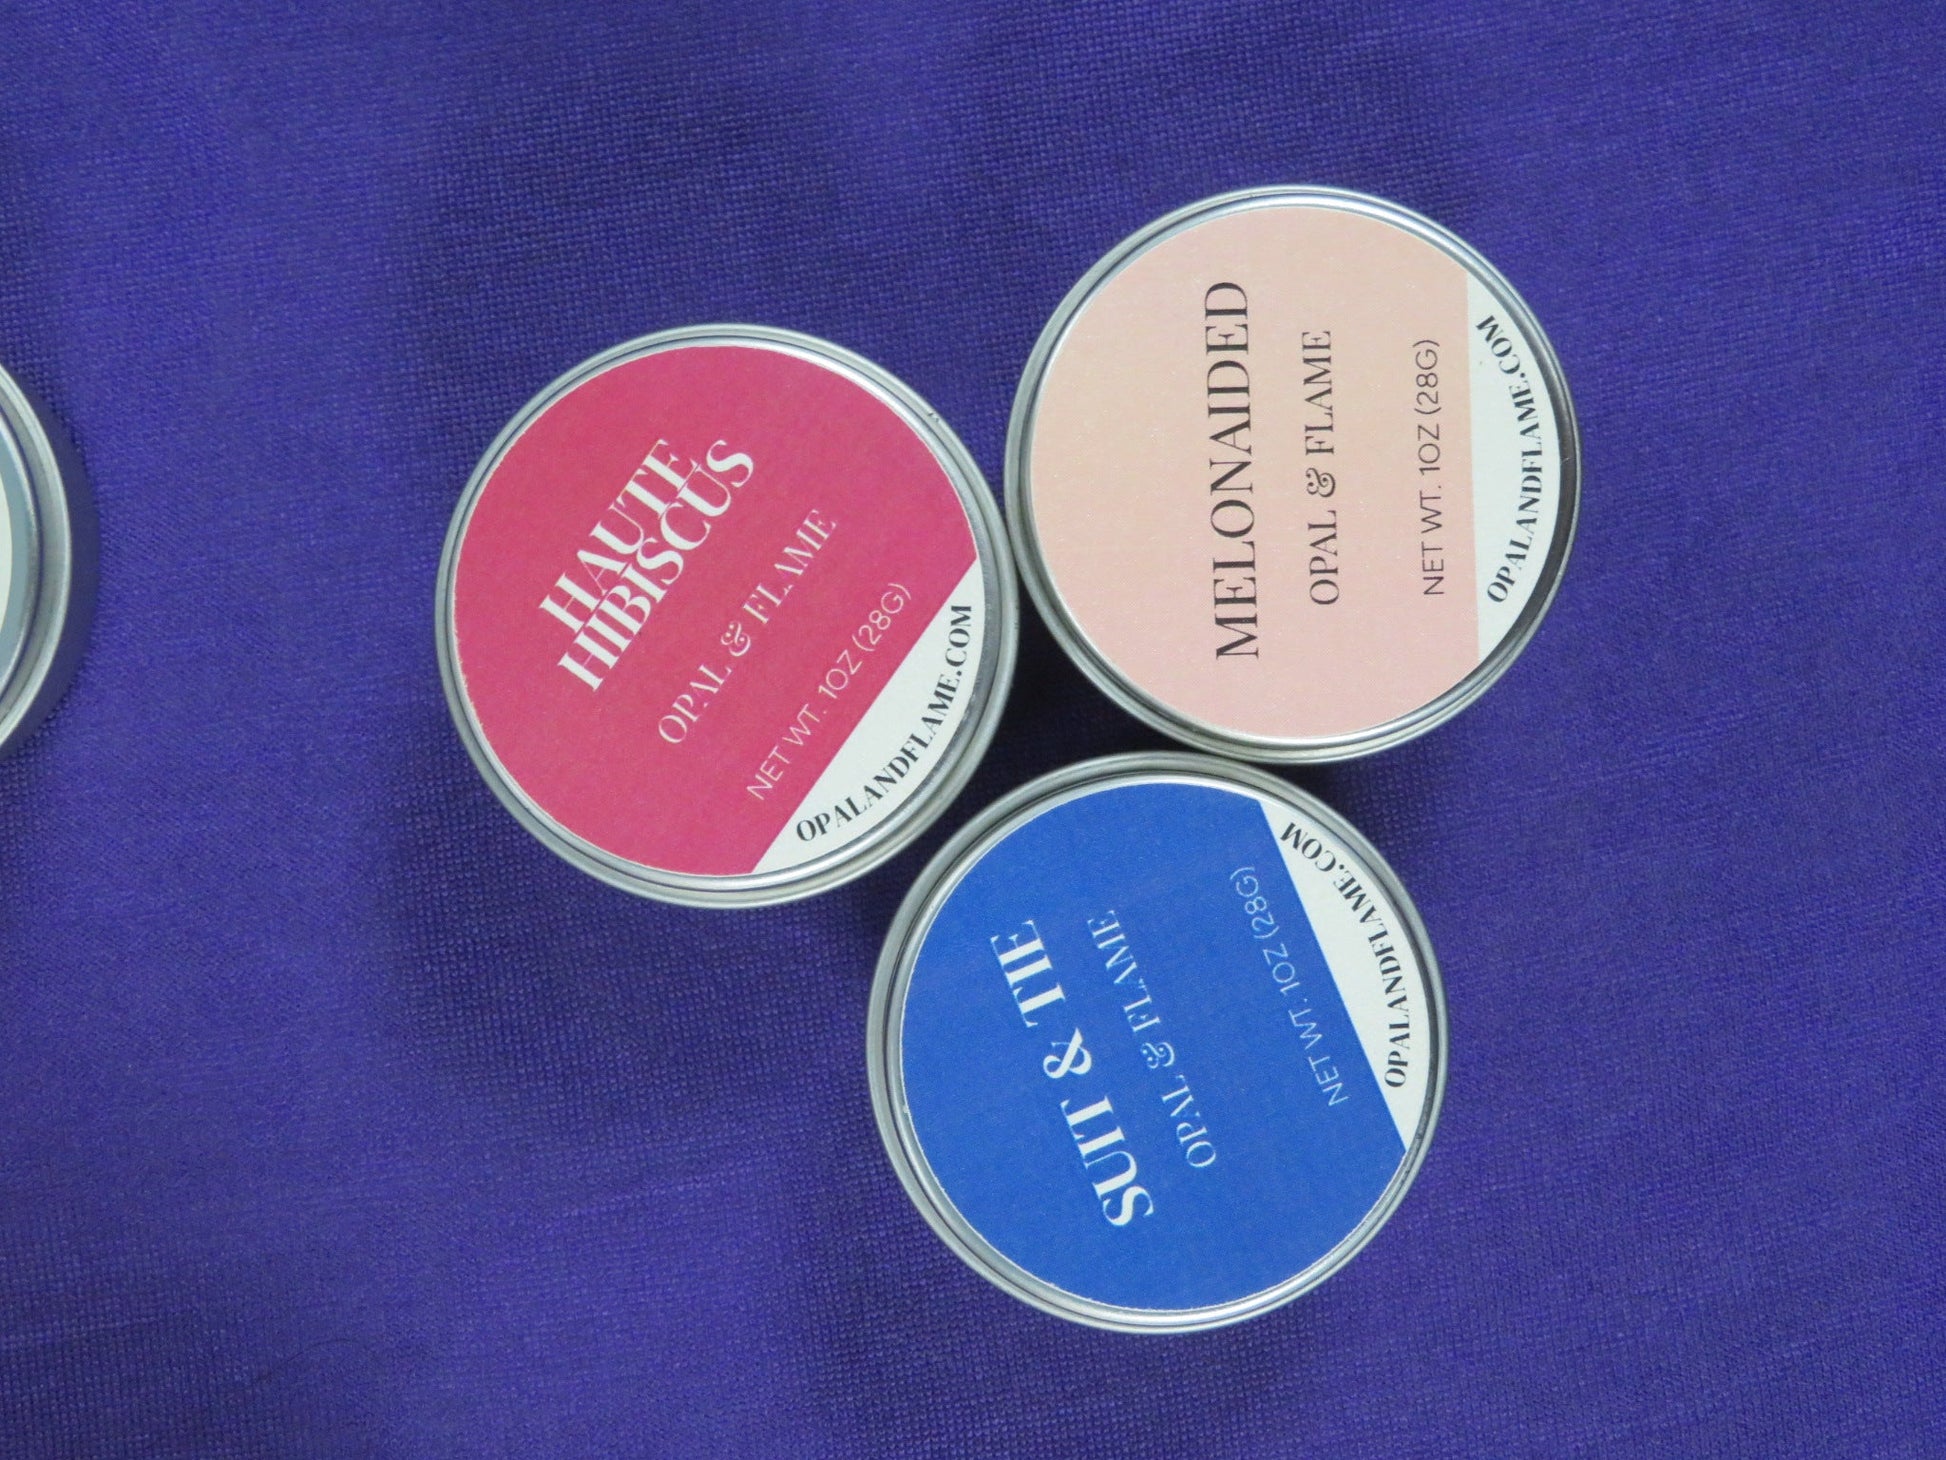 HAUTE
HIBISCUS
OPAL & FLAME
NET WT. 1OZ (28G)
OPALANDFLAME.COM
MELONAIDED
OPAL & FLAME
NET WT. 1OZ (28G)
OPALANDFLAME.COM
SUIT & TIE
OPAL & FLAME
NET WT. 1OZ (28G)
OPALANDFLAME.COM